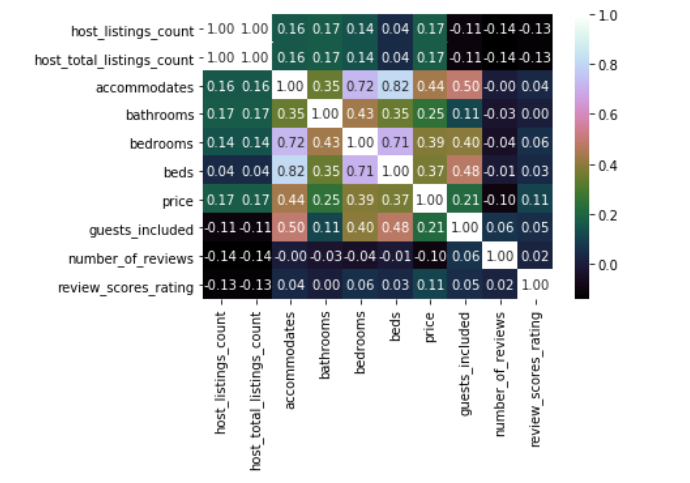 host_listings_count 1.00 1.00 0.16 0.17 0.14 0.04 0.17 -0.11 -0.14 -0.13
host_total_listings_count 1.00 1.00 0.16 0.17 0.14 0.04 0.17 -0.11 -0.14 -0.13
accommodates 0.16 0.16 1.00 0.35 0.72 0.82 0.44 0.50 -0.00 0.04
bathrooms 0.17 0.17 0.35 1.00 0.43 0.35 0.25 0.11 -0.03 0.00
bedrooms 0.14 0.14 0.72 0.43 1.00 0.71 0.39 0.40 -0.04 0.06
beds 0.04 0.04 0.82 0.35 0.71 1.00 0.37 0.48 -0.01 0.03
price 0.17 0.17 0.44 0.25 0.39 0.37 1.00 0.21 -0.10 0.11
guests_included -0.11 -0.11 0.50 0.11 0.40 0.48 0.21 1.00 0.06 0.05
number_of_reviews -0.14 -0.14 -0.00 -0.03 -0.04 -0.01 -0.10 0.06 1.00 0.02
review_scores_rating -0.13 -0.13 0.04 0.00 0.06 0.03 0.11 0.05 0.02 1.00
host_listings_count
host_total_listings_count
accommodates
bathrooms
bedrooms
beds
price
guests_included
number_of_reviews
review_scores_rating
1.0
0.8
0.6
0.4
0.2
0.0